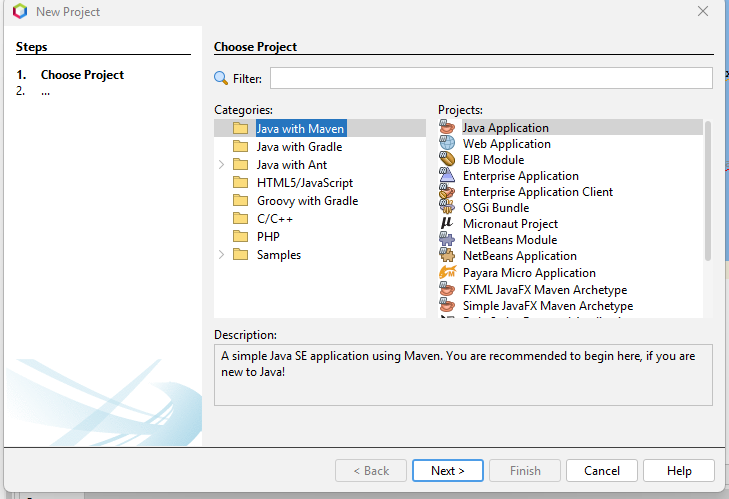 New Project
Steps
1. Choose Project
2. ...
Choose Project
Filter:
Categories:
Java with Maven
Java with Gradle
Java with Ant
HTML5/JavaScript
Groovy with Gradle
C/C++
PHP
Samples
Projects:
Java Application
Web Application
EJB Module
Enterprise Application
Enterprise Application Client
OSGi Bundle
Micronaut Project
NetBeans Module
NetBeans Application
Payara Micro Application
FXML JavaFX Maven Archetype
Simple JavaFX Maven Archetype
Description:
A simple Java SE application using Maven. You are recommended to begin here, if you are
new to Java!
< Back
Next >
Finish
Cancel
Help